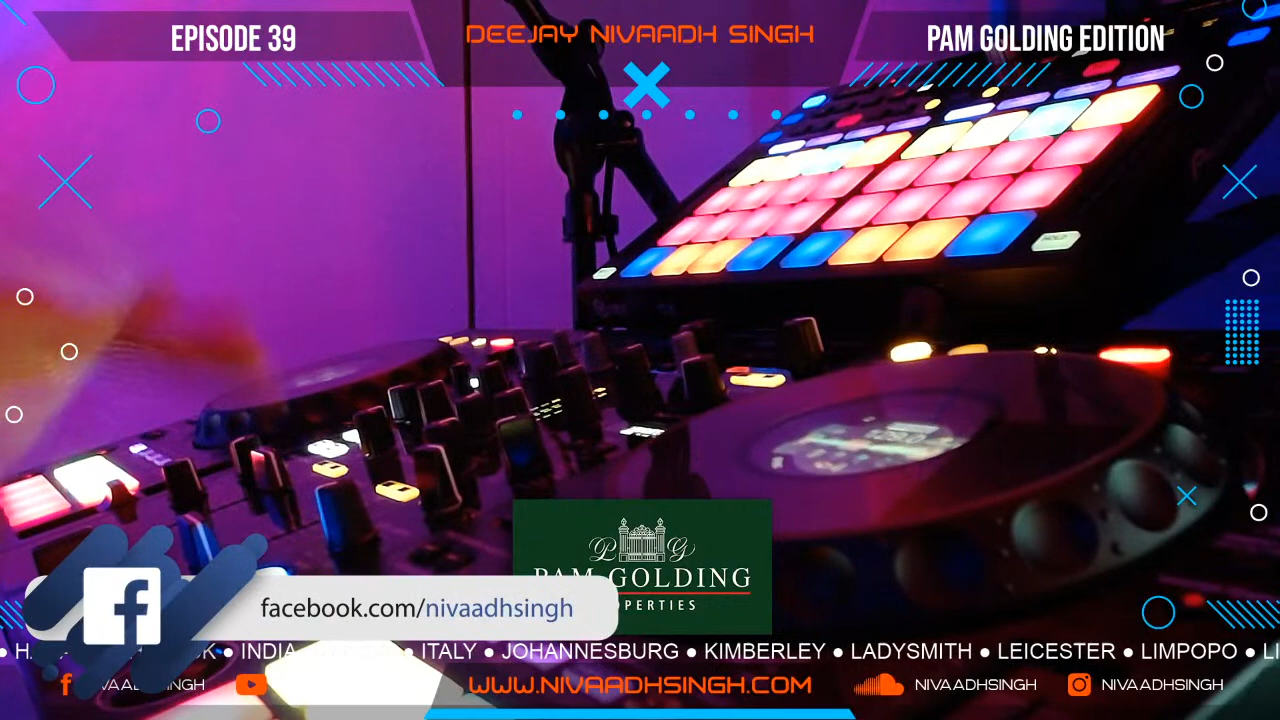 EPISODE 39
DEEJAY NIVAADH SINGH
PAM GOLDING EDITION
HOLD
P G
PAM GOLDING
facebook.com/nivaadhsingh
● INDIA
● ITALY ● JOHANNESBURG ● KIMBERLEY ● LADYSMITH ● LEICESTER ● LIMPOPO ●
WWW.NIVAADHSINGH.COM
NIVAADHSINGH
NIVAADHSINGH